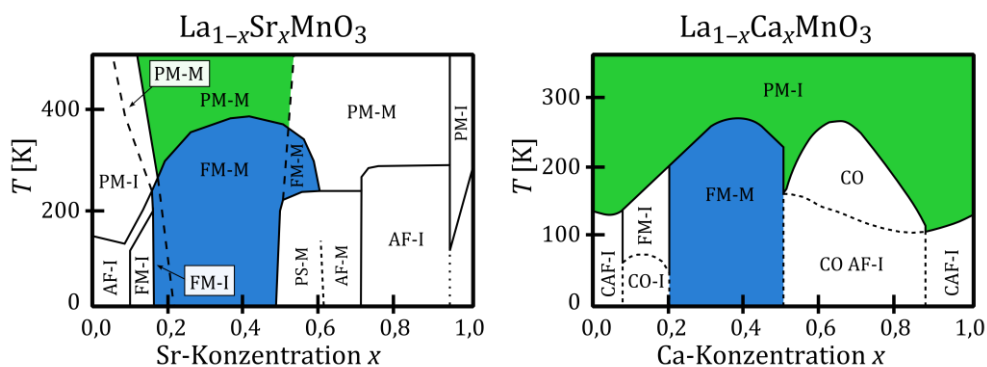 La1−xSrxMnO3
T [K]
400
200
0
PM-M
PM-M
PM-M
PM-I
PM-I
FM-M
FM-M
AF-I
FM-I
FM-I
PS-M
AF-M
AF-I
0,0
0,2
0,4
0,6
0,8
1,0
Sr-Konzentration x
La1−xCaxMnO3
T [K]
300
200
100
0
PM-I
FM-M
CO
FM-I
CAF-I
CO-I
CO AF-I
CAF-I
0,0
0,2
0,4
0,6
0,8
1,0
Ca-Konzentration x